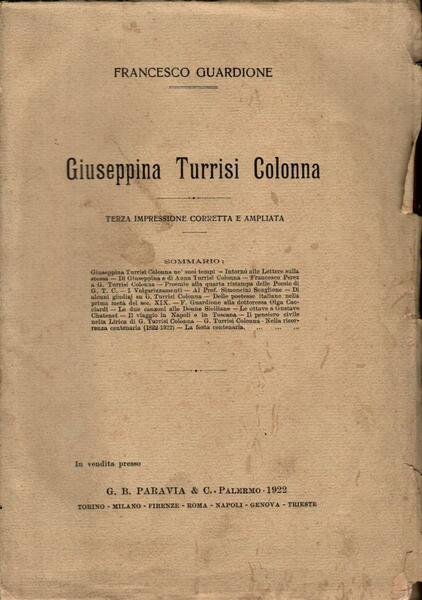 FRANCESCO GUARDIONE
Giuseppina Turrisi Colonna
TERZA IMPRESSIONE CORRETTA E AMPLIATA
SOMMARIO:
Giuseppina Turrisi Colonna ne' suoi tempi — Intorno alle Lettere sulla
stessa — Di Giuseppina e di Anna Turrisi Colonna — Francesco Perez
a G. Turrisi Colonna — Proemio alla quarta ristampa delle Poesie di
G. T. C. — I Volgarizzamenti — Al Prof. Simoncini Scaglione — Di
alcuni giudizi su G. Turrisi Colonna — Delle poetesse italiane nella
prima metà del sec. XIX. — F. Guardione alla dottoressa Olga Cac-
ciardi — Le due canzoni alle Donne Siciliane — Le ottave a Gustave
Chatenet — Il viaggio in Napoli e in Toscana — Il pensiero civile
nella Lirica di G. Turrisi Colonna — G. Turrisi Colonna - Nella ricor-
renza centenaria (1822-1922) — La festa centenaria. ... ... ...
In vendita presso
G. B. PARAVIA & C. - PALERMO - 1922
TORINO - MILANO - FIRENZE - ROMA - NAPOLI - GENOVA - TRIESTE